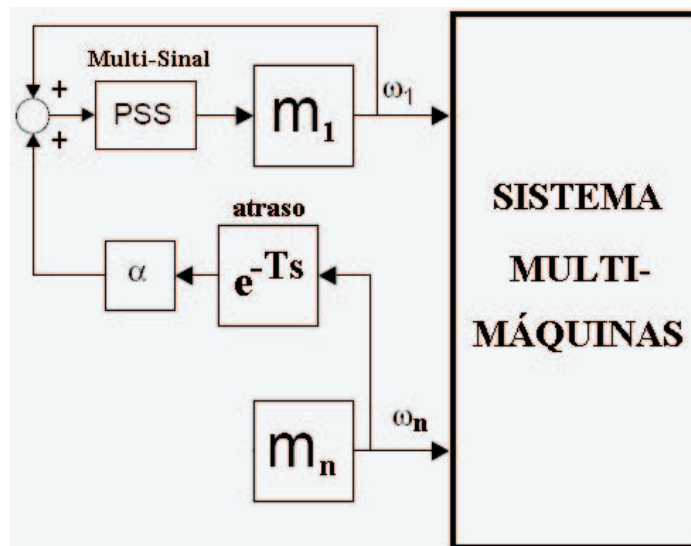 Multi-Sinal
+
PSS
+
m1
ω1
SISTEMA
MULTI-
MÁQUINAS
atraso
α
e-Ts
mn
ωn